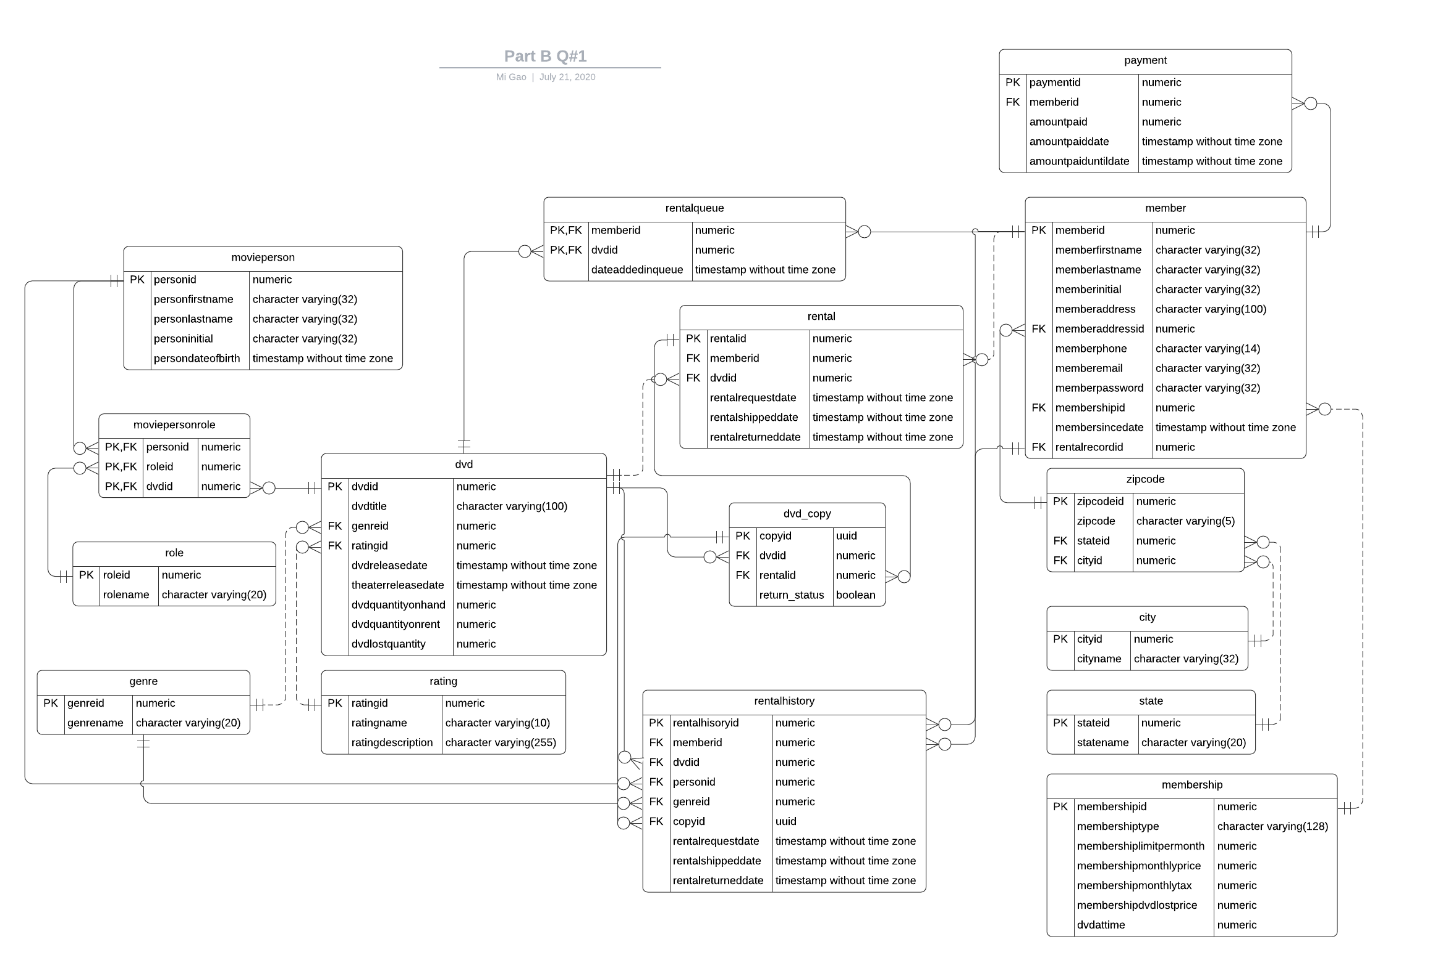 Part B Q#1
Mi Gao | July 21, 2020
payment
PK paymentid numeric
FK memberid numeric
amountpaid numeric
amountpaiddate timestamp without time zone
amountpaiduntildate timestamp without time zone
rentalqueue
PK,FK memberid numeric
PK,FK dvdid numeric
dateaddedinqueue timestamp without time zone
member
PK memberid numeric
memberfirstname character varying(32)
memberlastname character varying(32)
memberinitial character varying(32)
memberaddress character varying(100)
FK memberaddressid numeric
memberphone character varying(14)
memberemail character varying(32)
memberpassword character varying(32)
FK membershipid numeric
membersincedate timestamp without time zone
FK rentalrecordid numeric
movieperson
PK personid numeric
personfirstname character varying(32)
personlastname character varying(32)
personinitial character varying(32)
persondateofbirth timestamp without time zone
rental
PK rentalid numeric
FK memberid numeric
FK dvdid numeric
rentalrequestdate timestamp without time zone
rentalshippeddate timestamp without time zone
rentalreturneddate timestamp without time zone
moviepersonrole
PK,FK personid numeric
PK,FK roleid numeric
PK,FK dvdid numeric
dvd
PK dvdid numeric
dvdtitle character varying(100)
FK genreid numeric
FK ratingid numeric
dvdreleasedate timestamp without time zone
theaterreleasedate timestamp without time zone
dvdquantityonhand numeric
dvdquantityonrent numeric
dvdlostquantity numeric
dvd_copy
PK copyid uuid
FK dvdid numeric
FK rentalid numeric
return_status boolean
zipcode
PK zipcodeid numeric
zipcode character varying(5)
FK stateid numeric
FK cityid numeric
role
PK roleid numeric
rolename character varying(20)
city
PK cityid numeric
cityname character varying(32)
genre
PK genreid numeric
genrename character varying(20)
rating
PK ratingid numeric
ratingname character varying(10)
ratingdescription character varying(255)
rentalhistory
PK rentalhisoryid numeric
FK memberid numeric
FK dvdid numeric
FK personid numeric
FK genreid numeric
FK copyid uuid
rentalrequestdate timestamp without time zone
rentalshippeddate timestamp without time zone
rentalreturneddate timestamp without time zone
state
PK stateid numeric
statename character varying(20)
membership
PK membershipid numeric
membershiptype character varying(128)
membershiplimitpermonth numeric
membershipmonthlyprice numeric
membershipmonthlytax numeric
membershipdvdlostprice numeric
dvdattime numeric